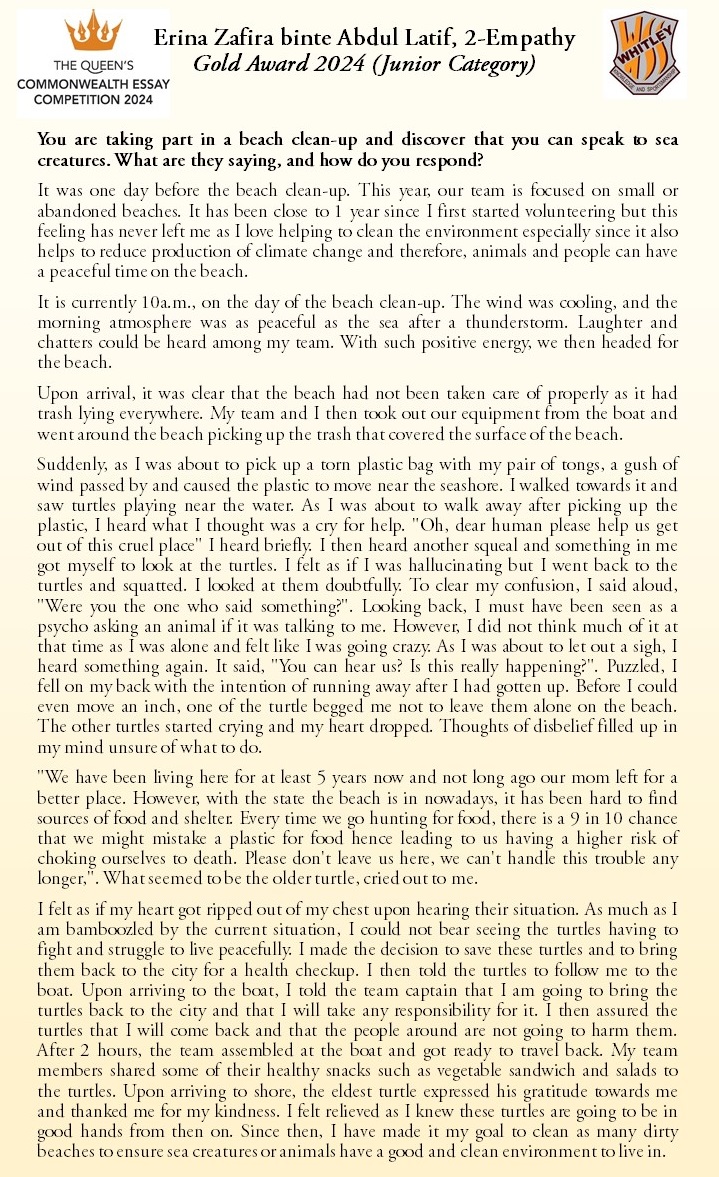 THE QUEEN'S
COMMONWEALTH ESSAY
COMPETITION 2024
Erina Zafira binte Abdul Latif, 2-Empathy
Gold Award 2024 (Junior Category)
WHITLEY
KNOWLEDGE AND SPORTSMANSHIP
You are taking part in a beach clean-up and discover that you can speak to sea
creatures. What are they saying, and how do you respond?
It was one day before the beach clean-up. This year, our team is focused on small or
abandoned beaches. It has been close to 1 year since I first started volunteering but this
feeling has never left me as I love helping to clean the environment especially since it also
helps to reduce production of climate change and therefore, animals and people can have
a peaceful time on the beach.
It is currently 10a.m., on the day of the beach clean-up. The wind was cooling, and the
morning atmosphere was as peaceful as the sea after a thunderstorm. Laughter and
chatters could be heard among my team. With such positive energy, we then headed for
the beach.
Upon arrival, it was clear that the beach had not been taken care of properly as it had
trash lying everywhere. My team and I then took out our equipment from the boat and
went around the beach picking up the trash that covered the surface of the beach.
Suddenly, as I was about to pick up a torn plastic bag with my pair of tongs, a gush of
wind passed by and caused the plastic to move near the seashore. I walked towards it and
saw turtles playing near the water. As I was about to walk away after picking up the
plastic, I heard what I thought was a cry for help. "Oh, dear human please help us get
out of this cruel place" I heard briefly. I then heard another squeal and something in me
got myself to look at the turtles. I felt as if I was hallucinating but I went back to the
turtles and squatted. I looked at them doubtfully. To clear my confusion, I said aloud,
"Were you the one who said something?". Looking back, I must have been seen as a
psycho asking an animal if it was talking to me. However, I did not think much of it at
that time as I was alone and felt like I was going crazy. As I was about to let out a sigh, I
heard something again. It said, "You can hear us? Is this really happening?". Puzzled, I
fell on my back with the intention of running away after I had gotten up. Before I could
even move an inch, one of the turtle begged me not to leave them alone on the beach.
The other turtles started crying and my heart dropped. Thoughts of disbelief filled up in
my mind unsure of what to do.
"We have been living here for at least 5 years now and not long ago our mom left for a
better place. However, with the state the beach is in nowadays, it has been hard to find
sources of food and shelter. Every time we go hunting for food, there is a 9 in 10 chance
that we might mistake a plastic for food hence leading to us having a higher risk of
choking ourselves to death. Please don't leave us here, we can't handle this trouble any
longer,". What seemed to be the older turtle, cried out to me.
I felt as if my heart got ripped out of my chest upon hearing their situation. As much as I
am bamboozled by the current situation, I could not bear seeing the turtles having to
fight and struggle to live peacefully. I made the decision to save these turtles and to bring
them back to the city for a health checkup. I then told the turtles to follow me to the
boat. Upon arriving to the boat, I told the team captain that I am going to bring the
turtles back to the city and that I will take any responsibility for it. I then assured the
turtles that I will come back and that the people around are not going to harm them.
After 2 hours, the team assembled at the boat and got ready to travel back. My team
members shared some of their healthy snacks such as vegetable sandwich and salads to
the turtles. Upon arriving to shore, the eldest turtle expressed his gratitude towards me
and thanked me for my kindness. I felt relieved as I knew these turtles are going to be in
good hands from then on. Since then, I have made it my goal to clean as many dirty
beaches to ensure sea creatures or animals have a good and clean environment to live in.